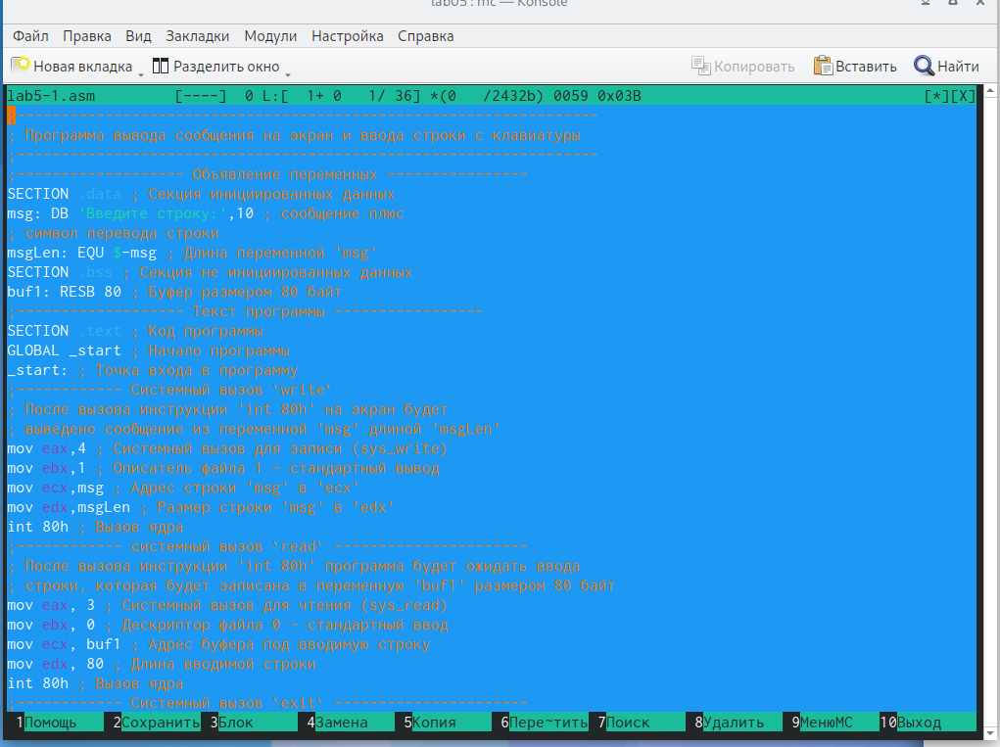 lab05 : mc — Konsole
Файл Правка Вид Закладки Модули Настройка Справка
Новая вкладка Разделить окно Копировать Вставить Найти
lab5-1.asm [----] 0 L:[ 1+ 0 1/ 36] *(0 /2432b) 0059 0x03B [*][X]
;------------------------------------------------------------------
; Программа вывода сообщения на экран и ввода строки с клавиатуры
;------------------------------------------------------------------
;------------------- Объявление переменных ----------------
SECTION .data ; Секция инициированных данных
msg: DB 'Введите строку:',10 ; сообщение плюс
; символ перевода строки
msgLen: EQU $-msg ; Длина переменной 'msg'
SECTION .bss ; Секция не инициированных данных
buf1: RESB 80 ; Буфер размером 80 байт
;------------------- Текст программы -----------------
SECTION .text ; Код программы
GLOBAL _start ; Начало программы
_start: ; Точка входа в программу
;------------ Системный вызов `write`
; После вызова инструкции 'int 80h' на экран будет
; выведено сообщение из переменной 'msg' длиной 'msgLen'
mov eax,4 ; Системный вызов для записи (sys_write)
mov ebx,1 ; Описатель файла 1 - стандартный вывод
mov ecx,msg ; Адрес строки 'msg' в 'ecx'
mov edx,msgLen ; Размер строки 'msg' в 'edx'
int 80h ; Вызов ядра
;------------ системный вызов `read` ----------------------
; После вызова инструкции 'int 80h' программа будет ожидать ввода
; строки, которая будет записана в переменную 'buf1' размером 80 байт
mov eax, 3 ; Системный вызов для чтения (sys_read)
mov ebx, 0 ; Дескриптор файла 0 - стандартный ввод
mov ecx, buf1 ; Адрес буфера под вводимую строку
mov edx, 80 ; Длина вводимой строки
int 80h ; Вызов ядра
;------------ Системный вызов `exit` ----------------------
1Помощь 2Сохранить 3Блок 4Замена 5Копия 6Пере~тить 7Поиск 8Удалить 9МенюMC 10Выход